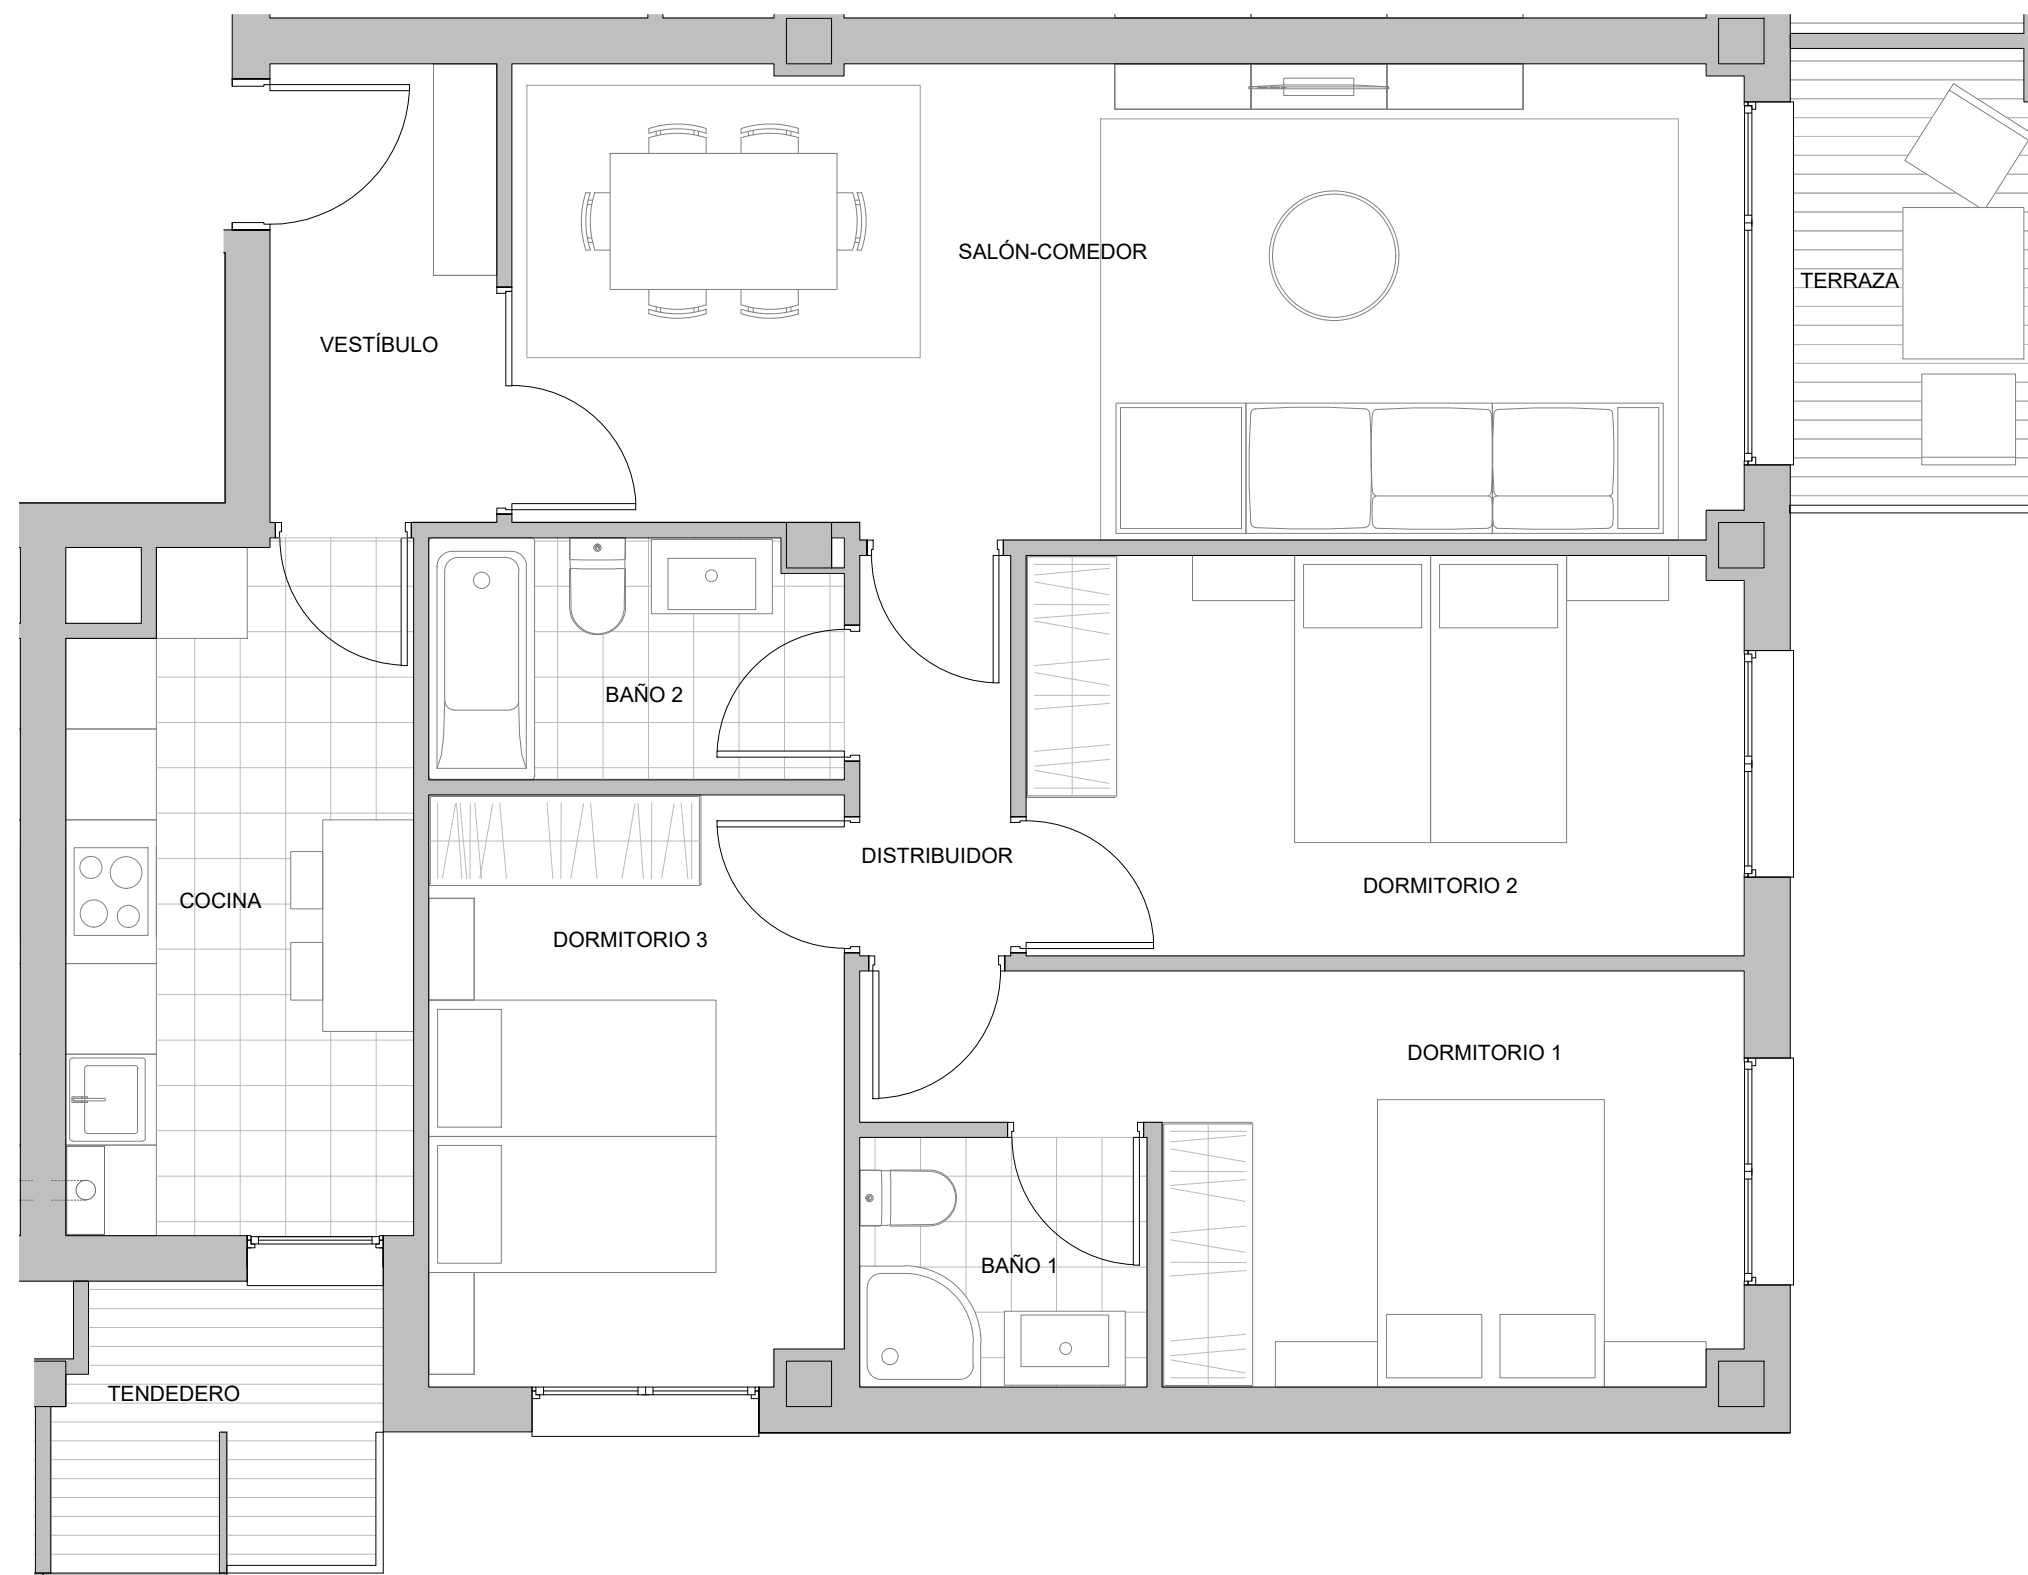 SALÓN-COMEDOR
TERRAZA
VESTÍBULO
BAÑO 2
DISTRIBUIDOR
DORMITORIO 2
COCINA
DORMITORIO 3
DORMITORIO 1
BAÑO 1
TENDEDERO